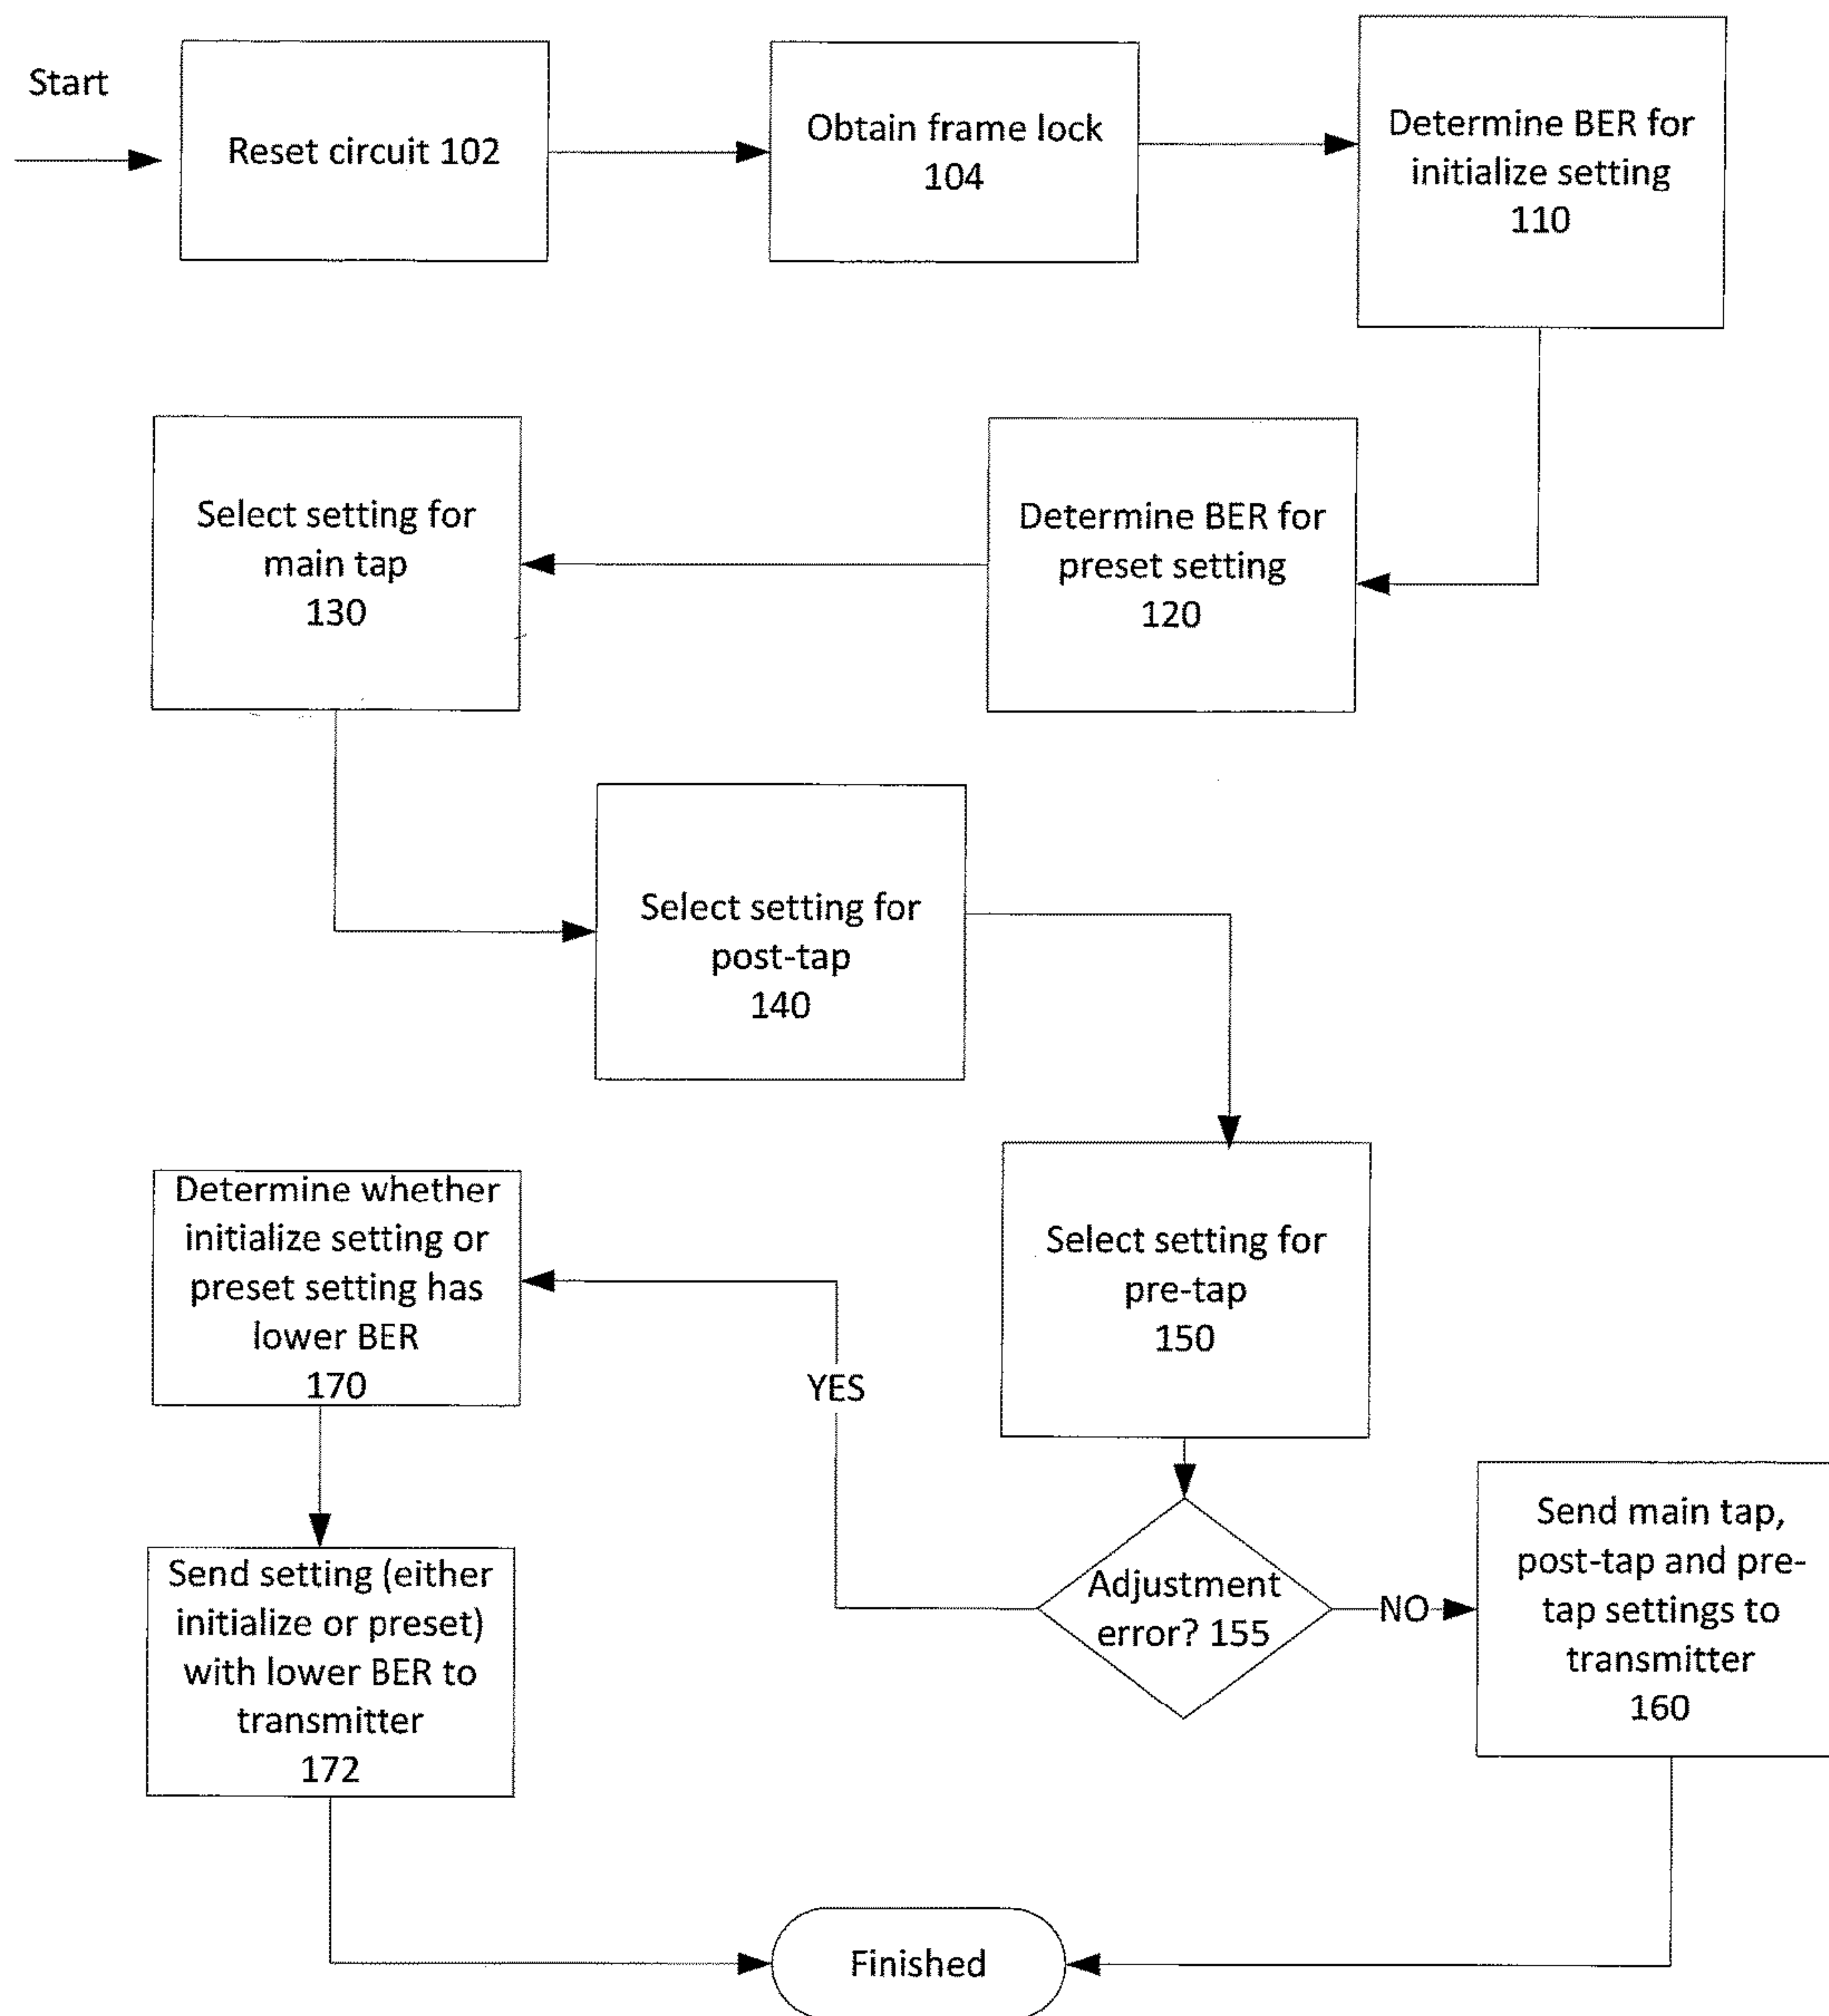 Start
Reset circuit 102
Obtain frame lock
104
Determine BER for
initialize setting
110
Select setting for
main tap
130
Determine BER for
preset setting
120
Select setting for
post-tap
140
Determine whether
initialize setting or
preset setting has
lower BER
170
Select setting for
pre-tap
150
YES
Send setting (either
initialize or preset)
with lower BER to
transmitter
172
Adjustment
error? 155
NO
Send main tap,
post-tap and pre-
tap settings to
transmitter
160
Finished